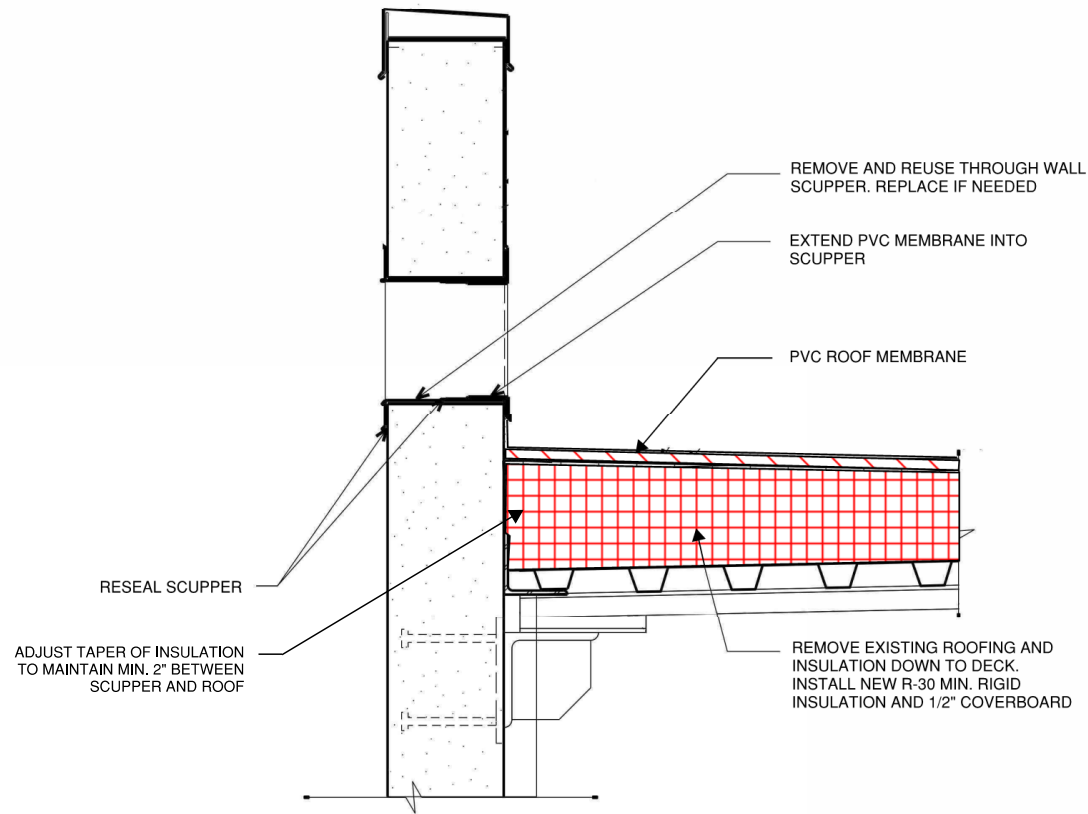 REMOVE AND REUSE THROUGH WALL
SCUPPER. REPLACE IF NEEDED
EXTEND PVC MEMBRANE INTO
SCUPPER
PVC ROOF MEMBRANE
RESEAL SCUPPER
ADJUST TAPER OF INSULATION
TO MAINTAIN MIN. 2" BETWEEN
SCUPPER AND ROOF
REMOVE EXISTING ROOFING AND
INSULATION DOWN TO DECK.
INSTALL NEW R-30 MIN. RIGID
INSULATION AND 1/2" COVERBOARD